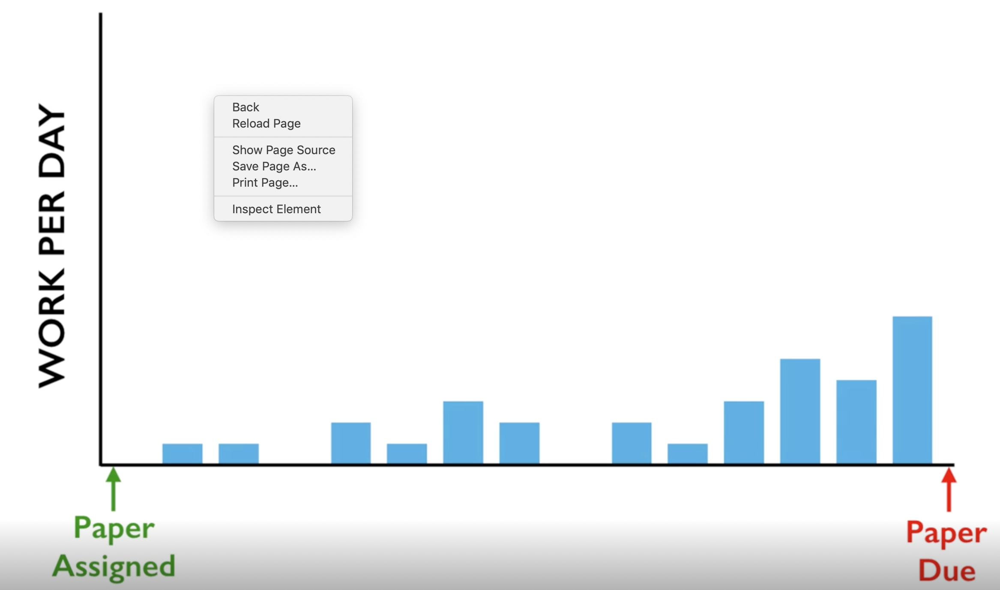 WORK PER DAY
Back
Reload Page
Show Page Source
Save Page As...
Print Page...
Inspect Element
Paper
Assigned
Paper
Due